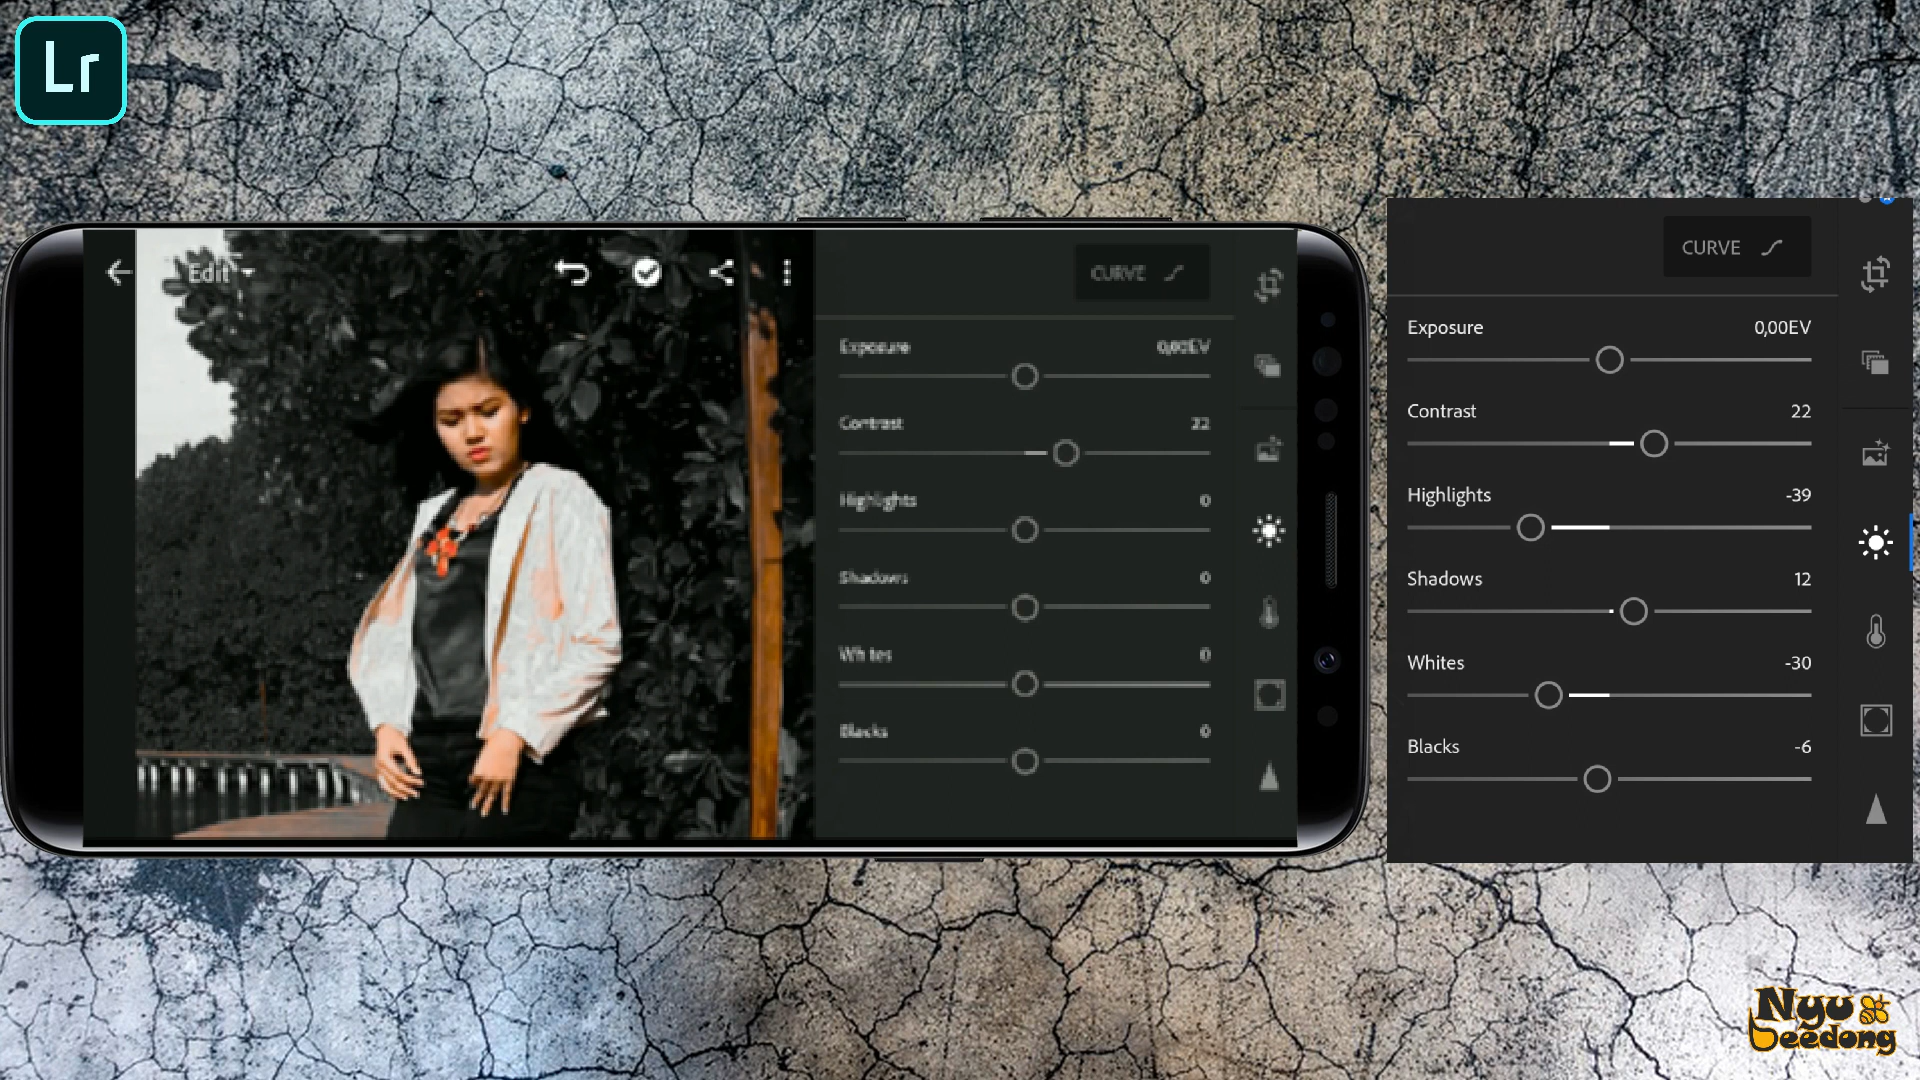 Lr
Edit
CURVE
Exposure 0,00EV
Contrast 22
Highlights 0
Shadows 0
Whites 0
Blacks 0
CURVE
Exposure 0,00EV
Contrast 22
Highlights -39
Shadows 12
Whites -30
Blacks -6
Nyu
beedong